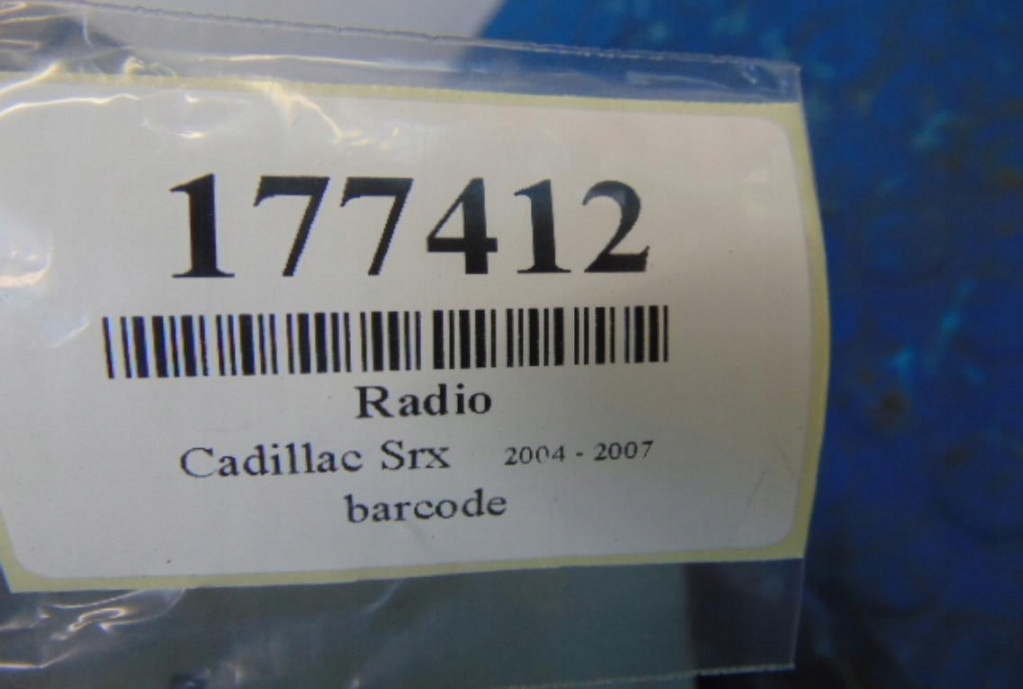 177412
Radio
Cadillac Srx 2004 - 2007
barcode